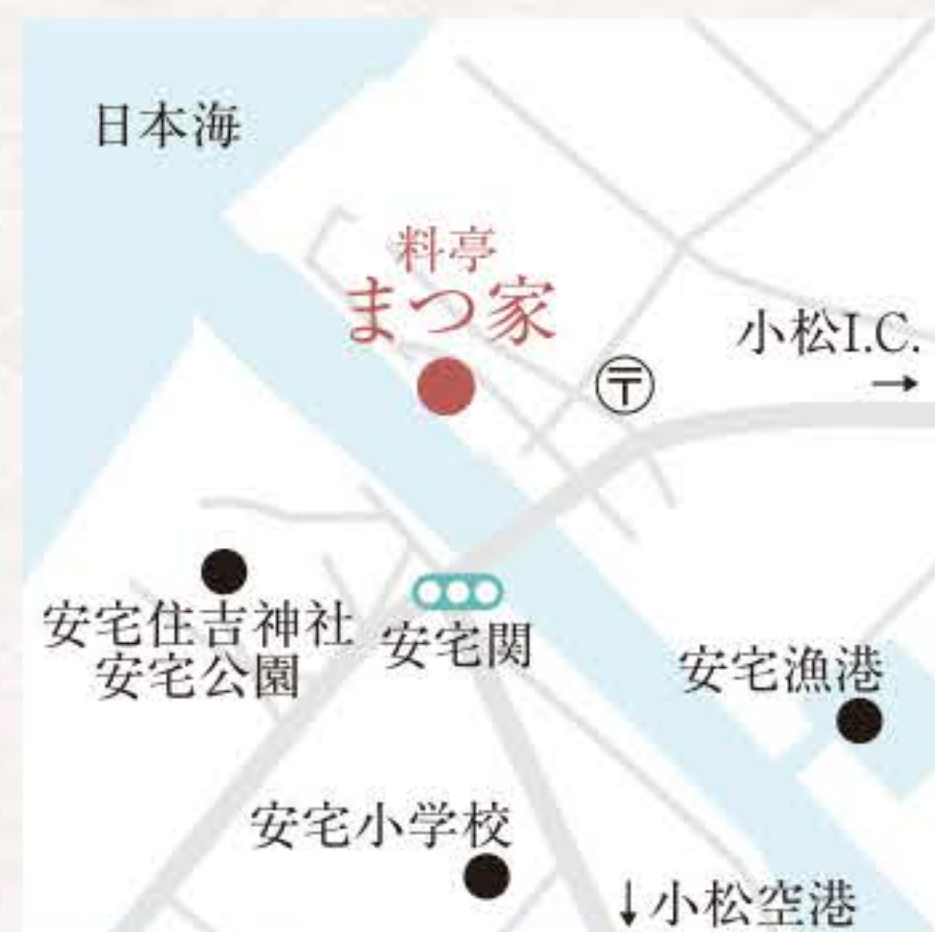 日本海
料亭
まつ家
小松I.C.
→
〒
安宅住吉神社
安宅公園
安宅関
安宅漁港
安宅小学校
↓小松空港